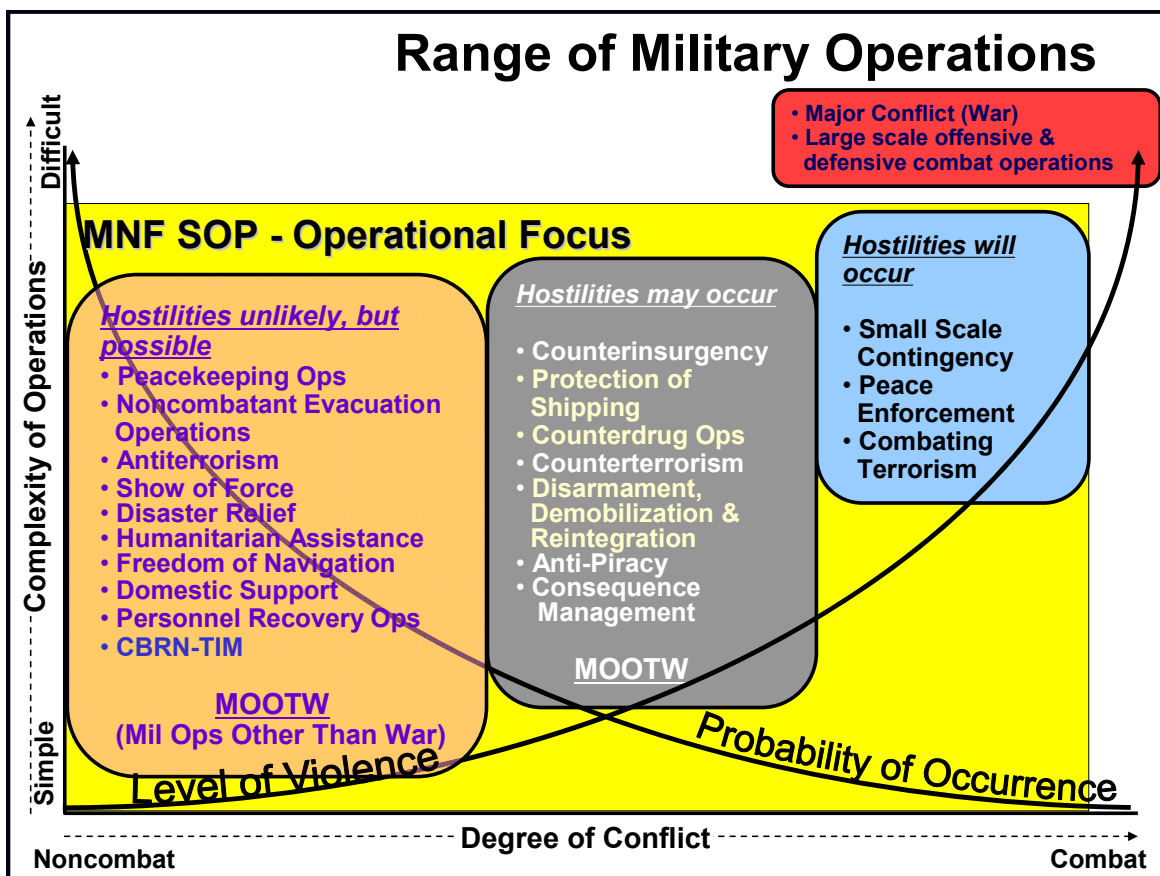 Range of Military Operations
• Major Conflict (War)
• Large scale offensive &
defensive combat operations
Difficult
Complexity of Operations
Simple
MNF SOP - Operational Focus
Hostilities unlikely, but
possible
• Peacekeeping Ops
• Noncombatant Evacuation
Operations
• Antiterrorism
• Show of Force
• Disaster Relief
• Humanitarian Assistance
• Freedom of Navigation
• Domestic Support
• Personnel Recovery Ops
• CBRN-TIM
MOOTW
(Mil Ops Other Than War)
Hostilities may occur
• Counterinsurgency
• Protection of
Shipping
• Counterdrug Ops
• Counterterrorism
• Disarmament,
Demobilization &
Reintegration
• Anti-Piracy
• Consequence
Management
MOOTW
Hostilities will
occur
• Small Scale
Contingency
• Peace
Enforcement
• Combating
Terrorism
Level of Violence
Probability of Occurrence
Degree of Conflict
Noncombat
Combat